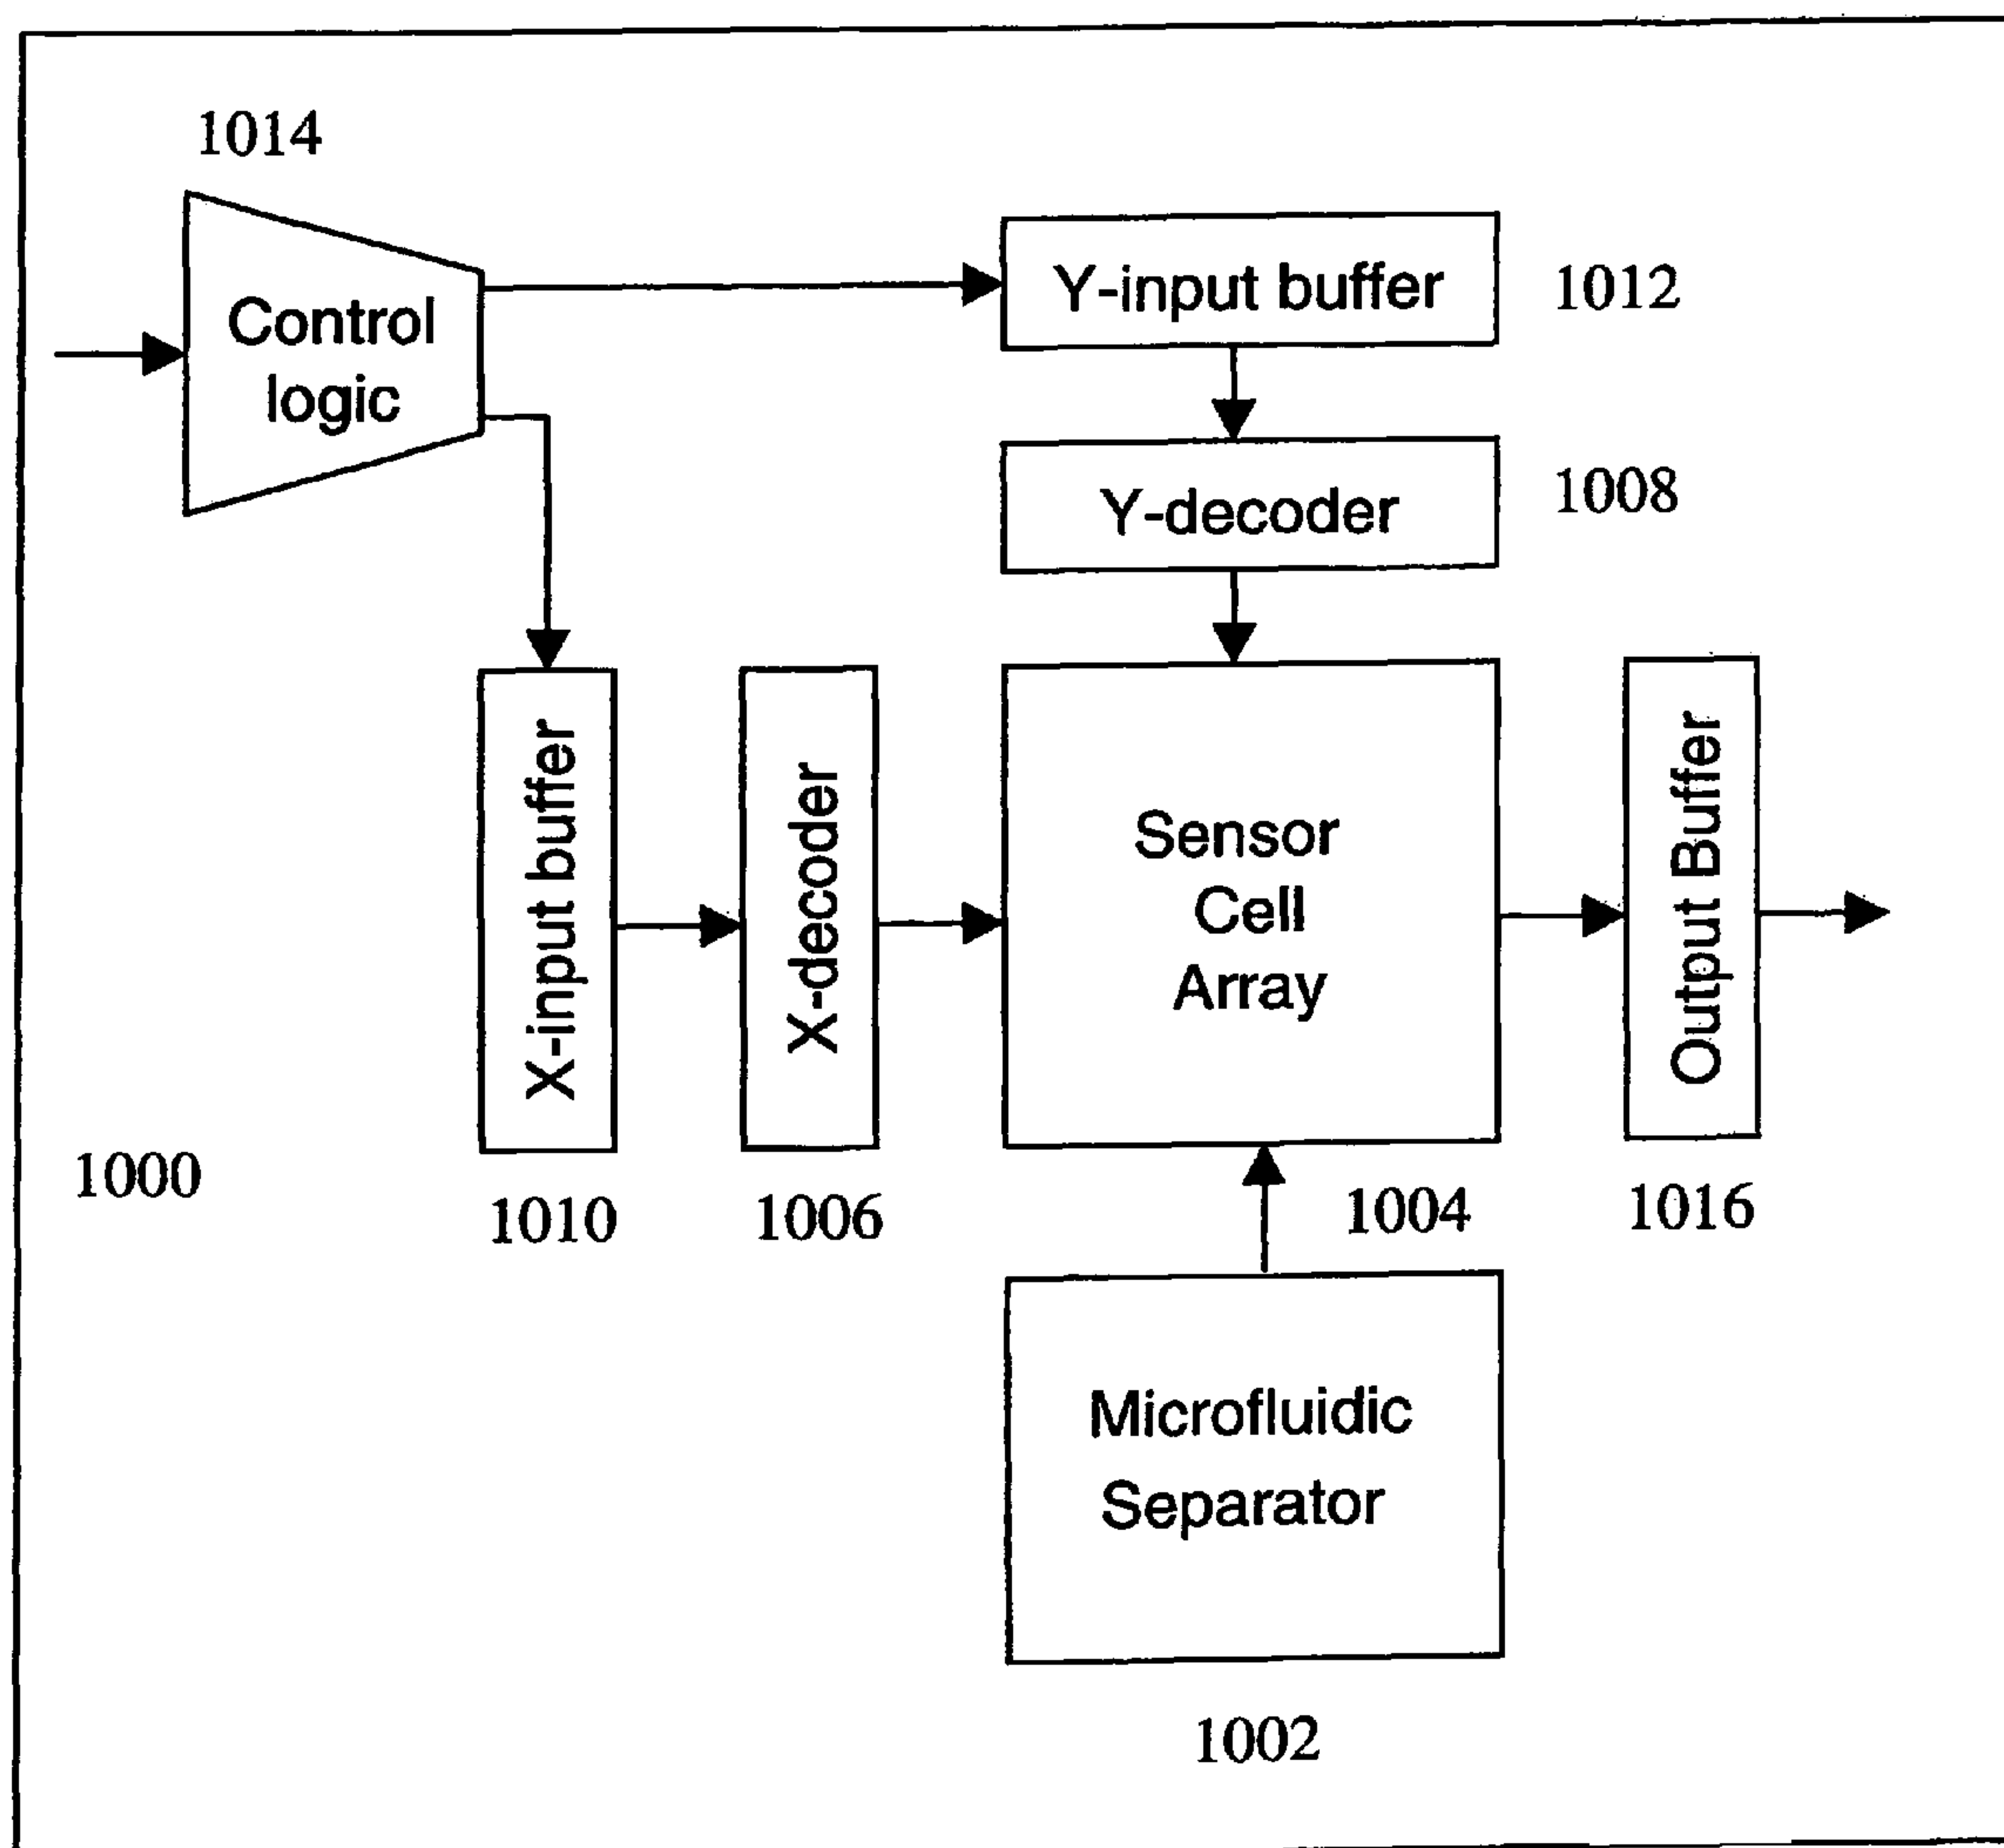 1014
Control
logic
Y-input buffer
1012
Y-decoder
1008
X-input buffer
X-decoder
Sensor
Cell
Array
Output Buffer
1000
1010
1006
1004
1016
Microfluidic
Separator
1002